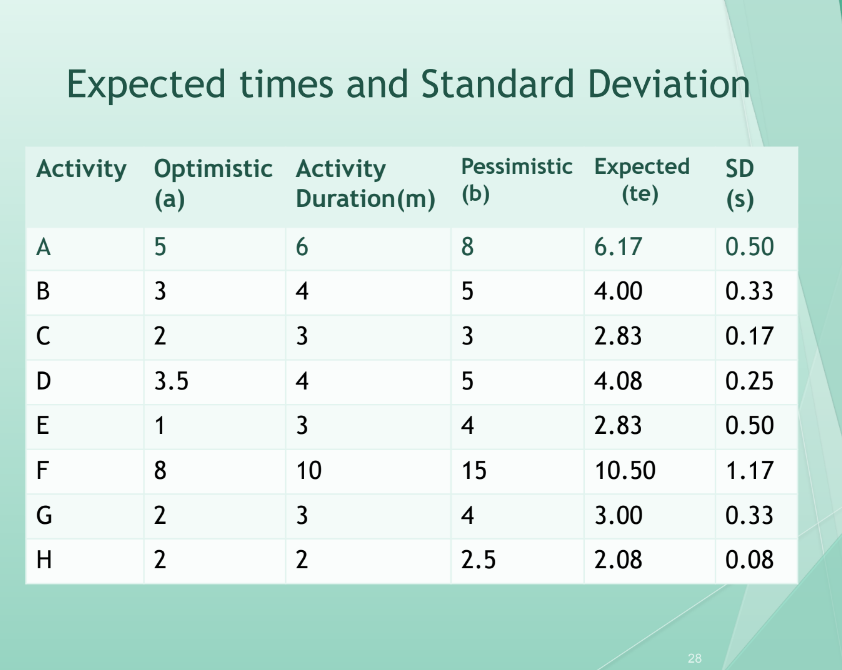 Expected times and Standard Deviation
Activity Optimistic (a) Activity Duration(m) Pessimistic (b) Expected (te) SD (s)
A 5 6 8 6.17 0.50
B 3 4 5 4.00 0.33
C 2 3 3 2.83 0.17
D 3.5 4 5 4.08 0.25
E 1 3 4 2.83 0.50
F 8 10 15 10.50 1.17
G 2 3 4 3.00 0.33
H 2 2 2.5 2.08 0.08
28